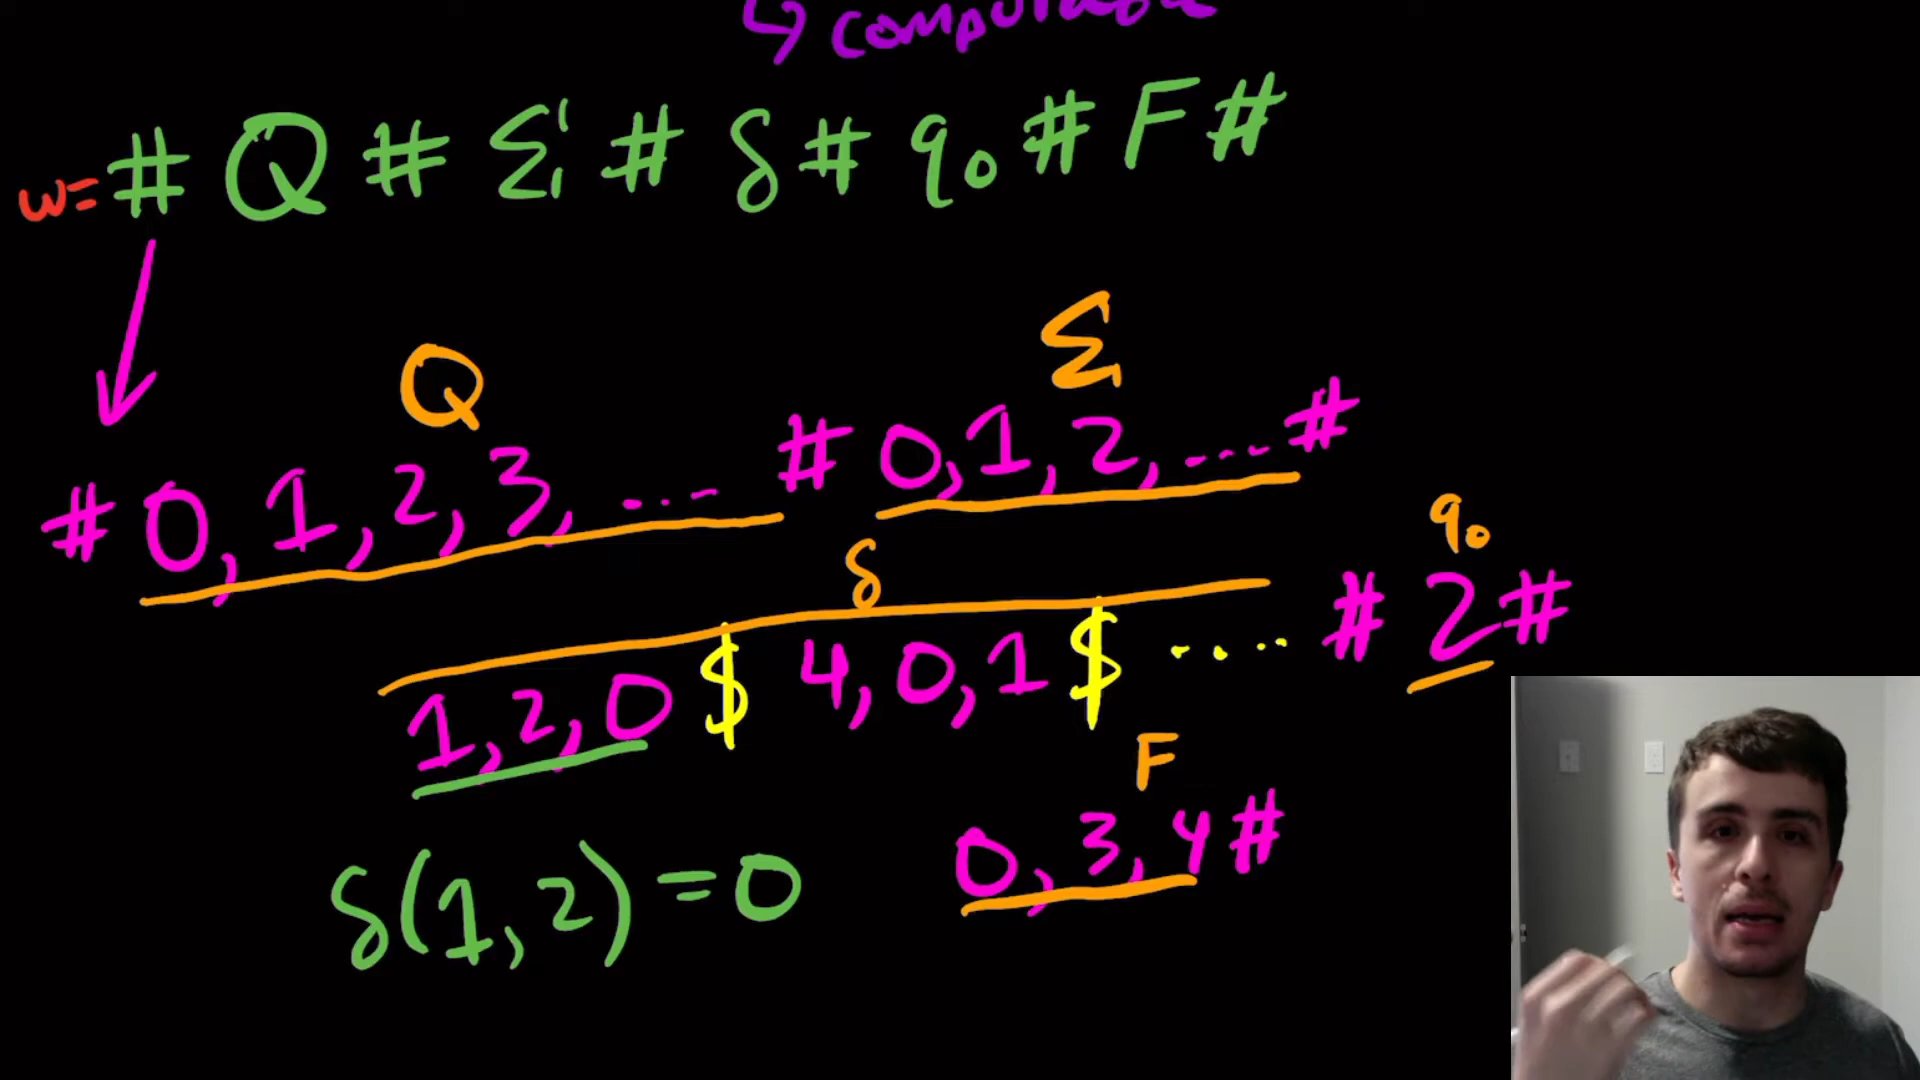 ↳ computable
w= # Q # Σ # δ # q₀ # F #
Q Σ
# 0, 1, 2, 3, ... # 0, 1, 2, ... #
δ q₀
1, 2, 0 $ 4, 0, 1 $ .... # 2 #
F
0, 3, 4 #
δ(1, 2) = 0